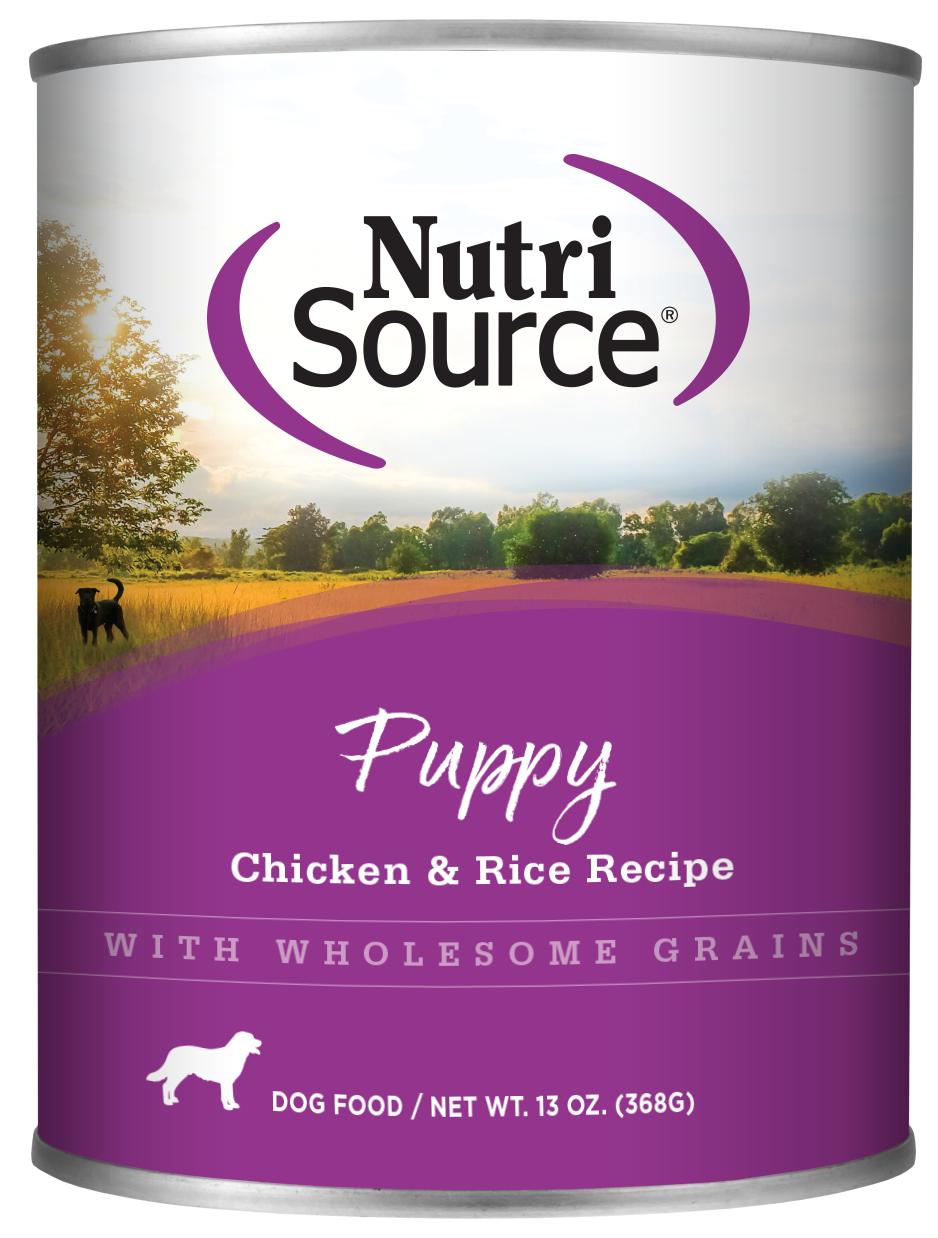 Nutri
Source®
Puppy
Chicken & Rice Recipe
WITH WHOLESOME GRAINS
DOG FOOD / NET WT. 13 OZ. (368G)